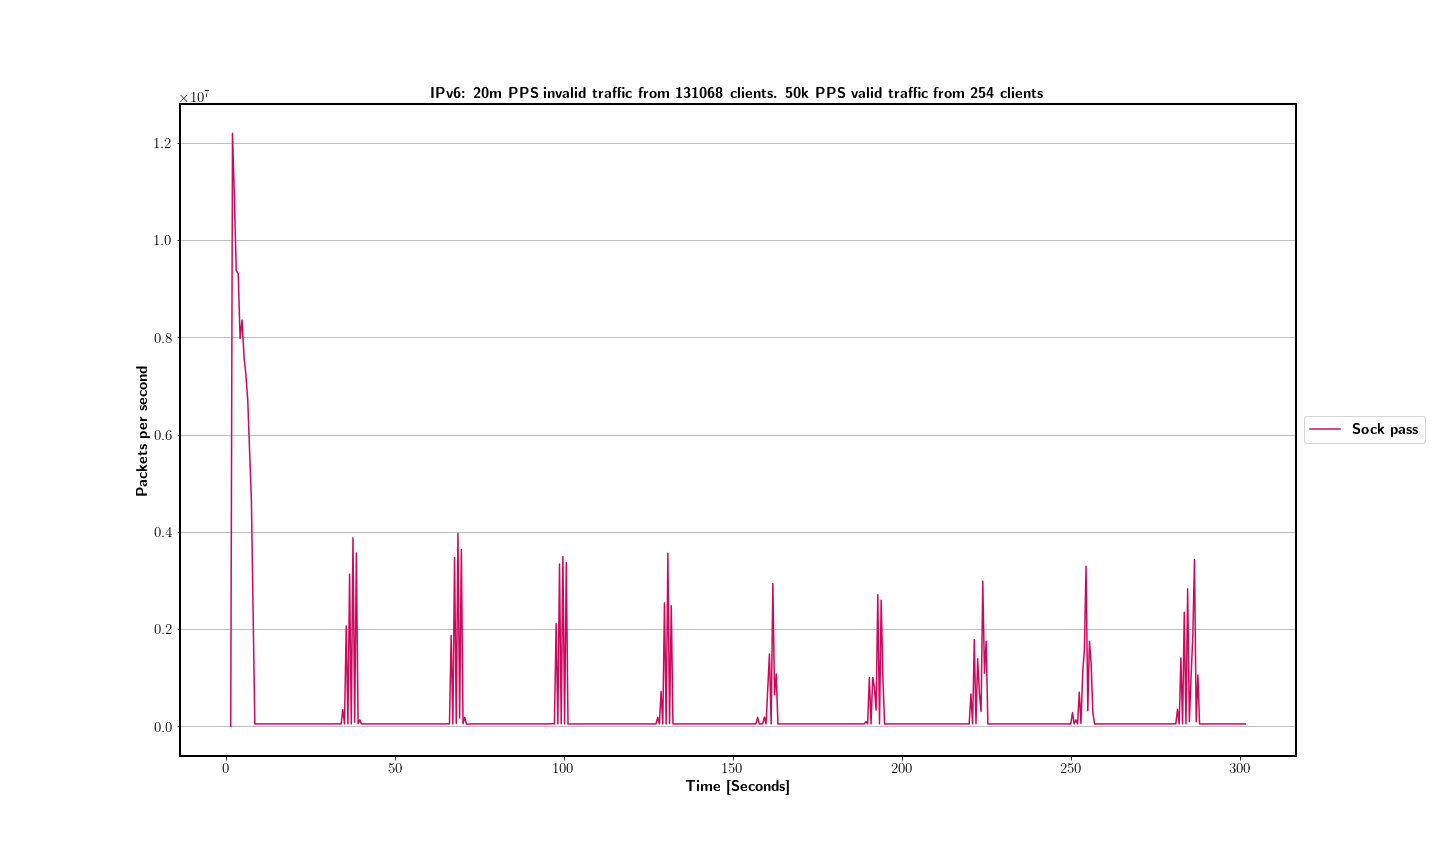 IPv6: 20m PPS invalid traffic from 131068 clients. 50k PPS valid traffic from 254 clients
×10⁷
1.2
1.0
0.8
0.6
0.4
0.2
0.0
Packets per second
0 50 100 150 200 250 300
Time [Seconds]
Sock pass